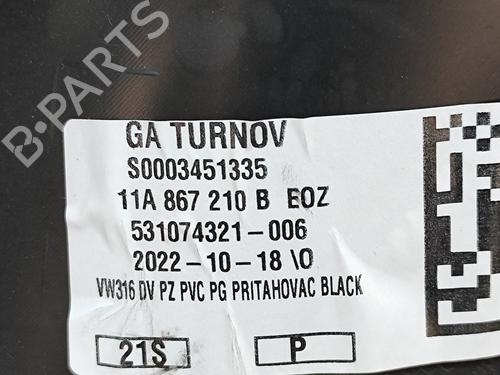 B-PARTS
GA TURNOV
S0003451335
11A 867 210 B EOZ
531074321-006
2022-10-18 \O
VW316 DV PZ PVC PG PRITAHOVAC BLACK
21S P